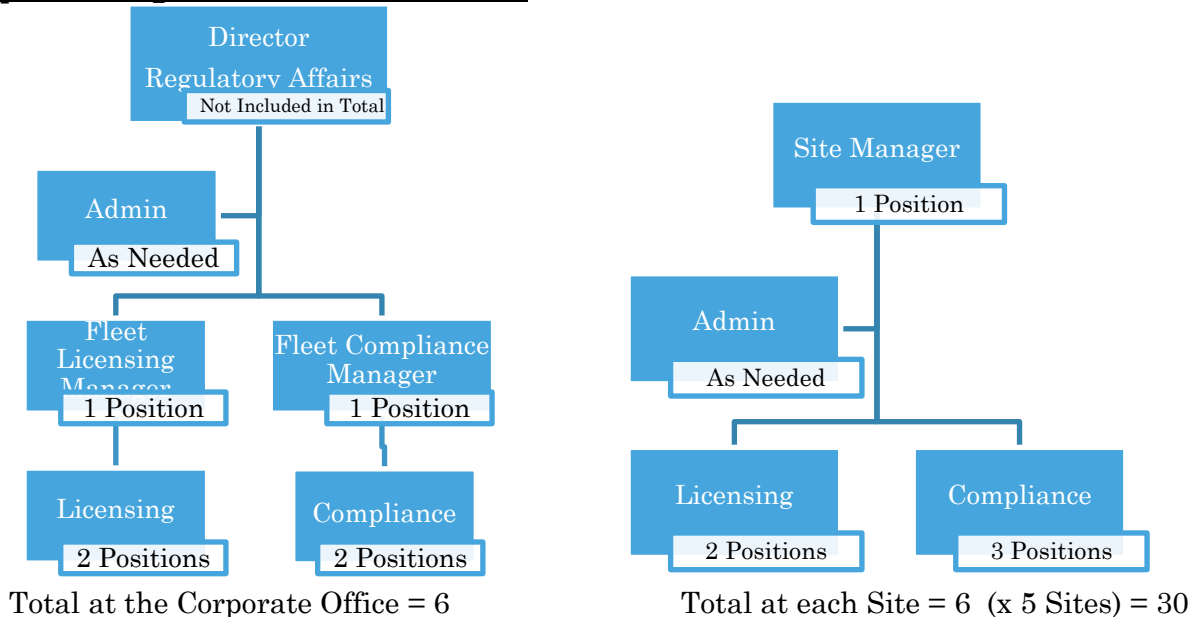 Director
Regulatory Affairs
Not Included in Total
Admin
As Needed
Fleet
Licensing
Manager
1 Position
Fleet Compliance
Manager
1 Position
Licensing
2 Positions
Compliance
2 Positions
Total at the Corporate Office = 6
Site Manager
1 Position
Admin
As Needed
Licensing
2 Positions
Compliance
3 Positions
Total at each Site = 6 (x 5 Sites) = 30